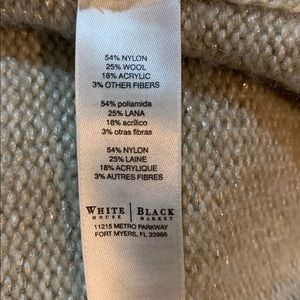 54% NYLON
25% WOOL
18% ACRYLIC
3% OTHER FIBERS
54% poliamida
25% LANA
18% acrílico
3% otras fibras
54% NYLON
25% LAINE
18% ACRYLIQUE
3% AUTRES FIBRES
WHITE | BLACK
HOUSE | MARKET
11215 METRO PARKWAY
FORT MYERS, FL 33966